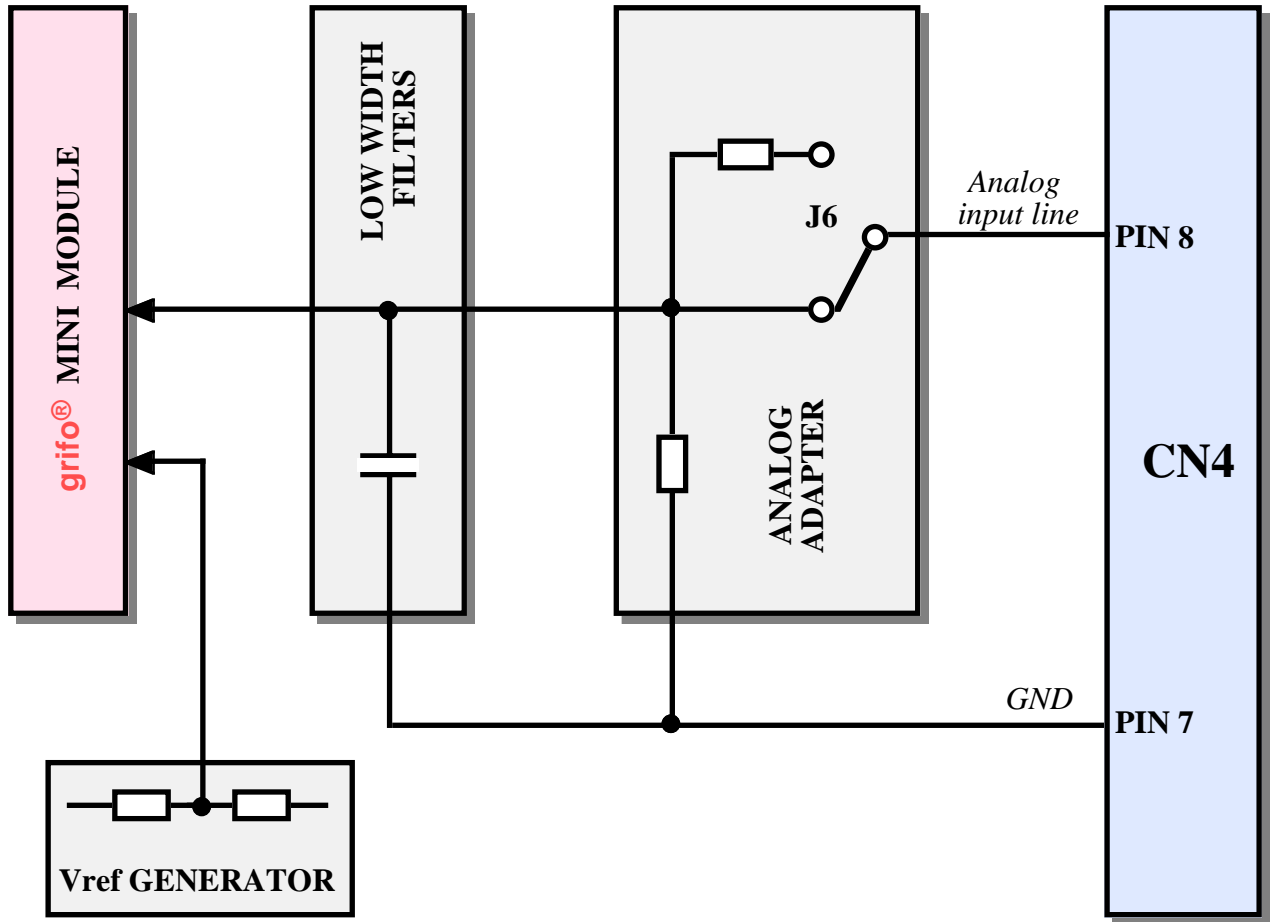 grifo® MINI MODULE
LOW WIDTH
FILTERS
J6
ANALOG
ADAPTER
Analog
input line
PIN 8
CN4
GND
PIN 7
Vref GENERATOR